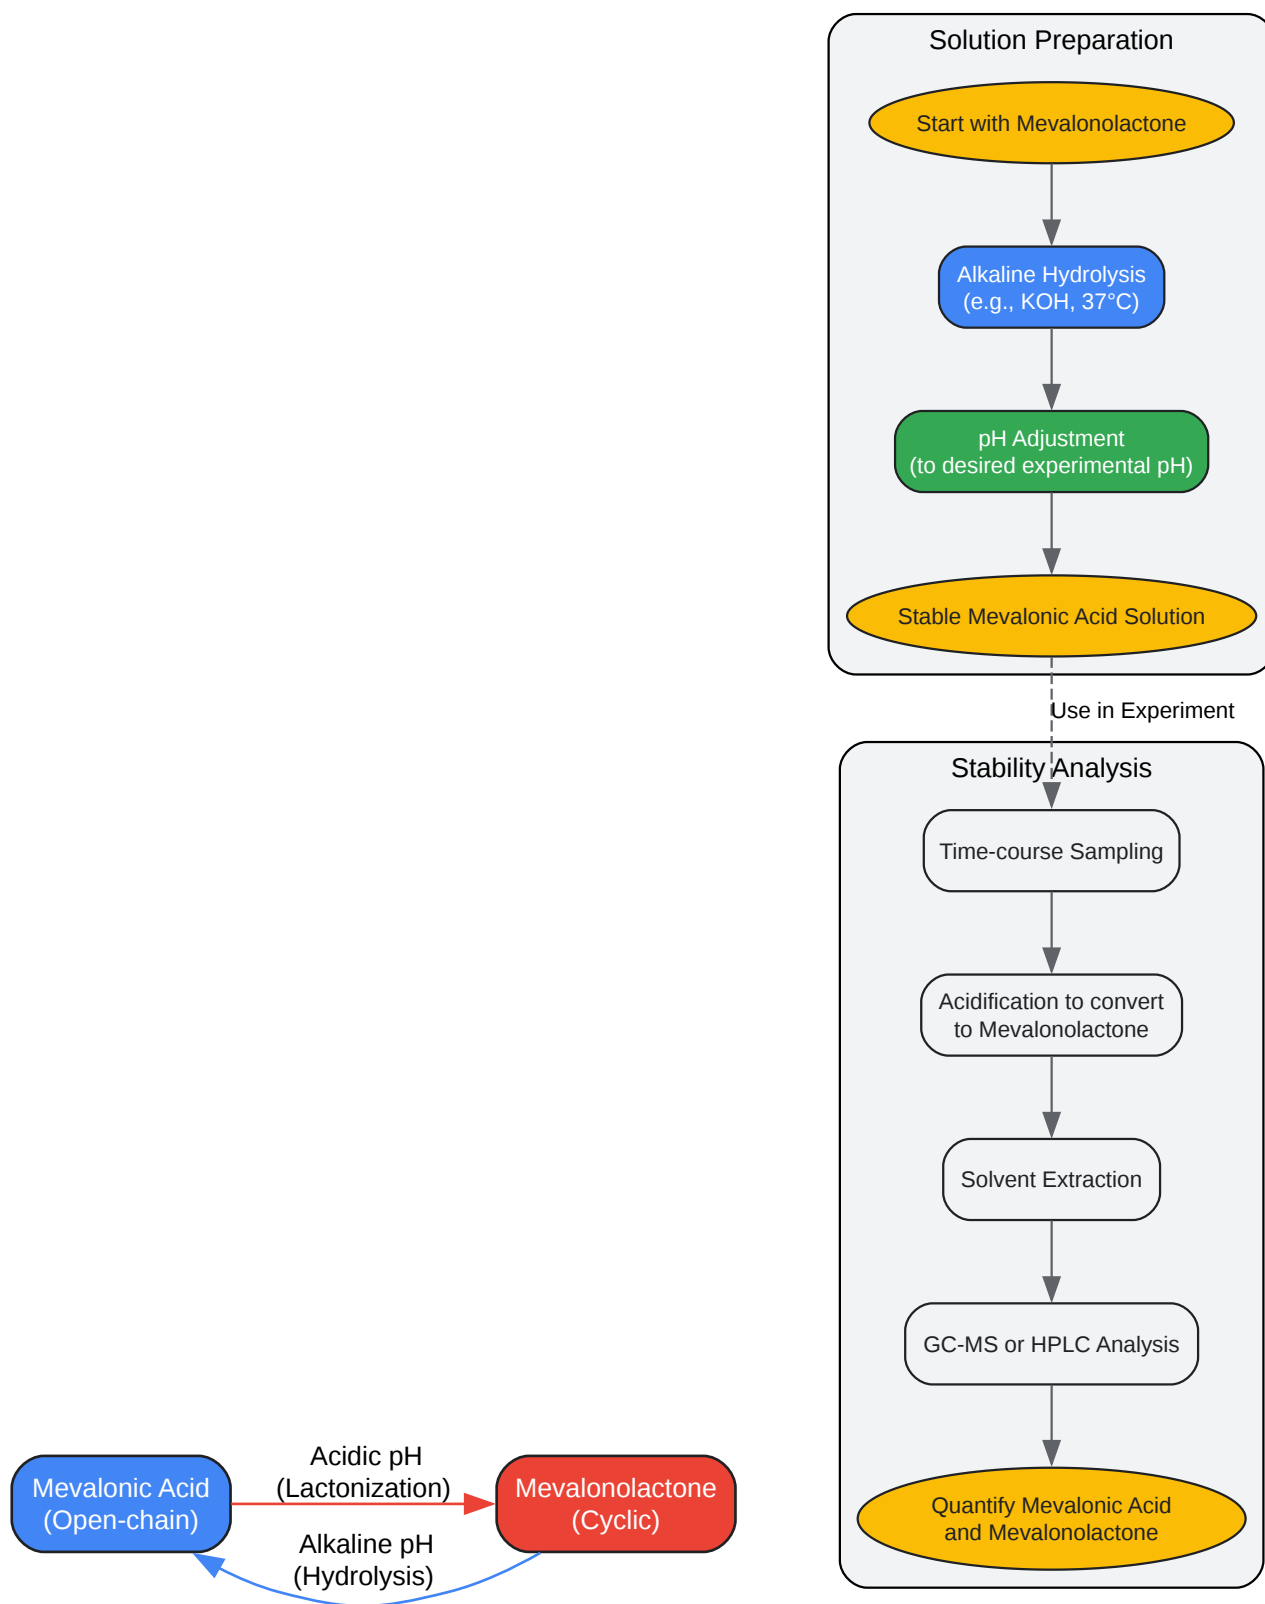 Solution Preparation
Start with Mevalonolactone
Alkaline Hydrolysis
(e.g., KOH, 37°C)
pH Adjustment
(to desired experimental pH)
Stable Mevalonic Acid Solution
Use in Experiment
Stability Analysis
Time-course Sampling
Acidification to convert
to Mevalonolactone
Solvent Extraction
GC-MS or HPLC Analysis
Quantify Mevalonic Acid
and Mevalonolactone
Mevalonic Acid
(Open-chain)
Acidic pH
(Lactonization)
Mevalonolactone
(Cyclic)
Alkaline pH
(Hydrolysis)